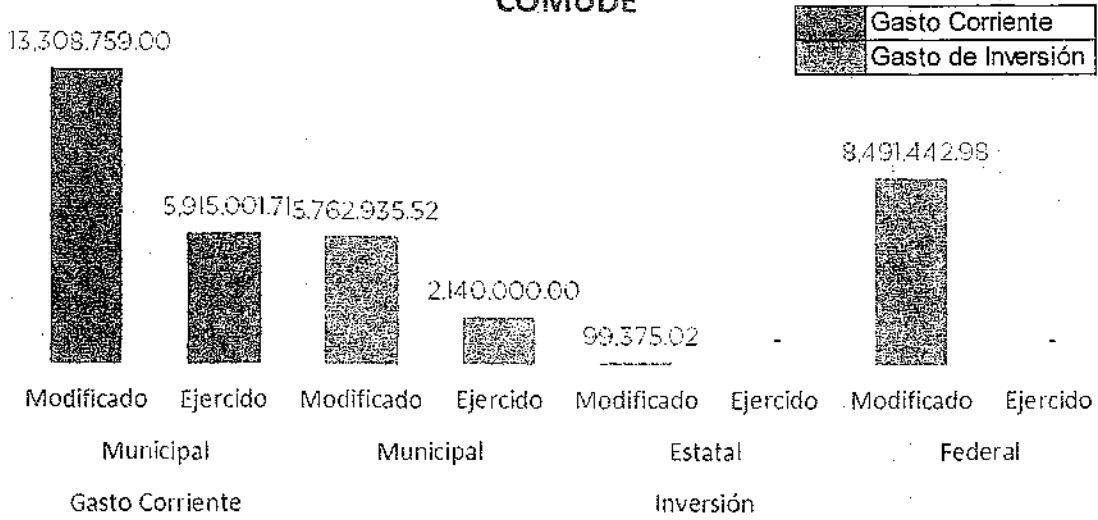 COMUDE
Gasto Corriente
Gasto de Inversión
13,308,759.00
5,915,001.71
5,762,935.52
2,140,000.00
99,375.02
-
8,491,442.98
-
Modificado Ejercido Modificado Ejercido Modificado Ejercido Modificado Ejercido
Municipal Municipal Estatal Federal
Gasto Corriente Inversión